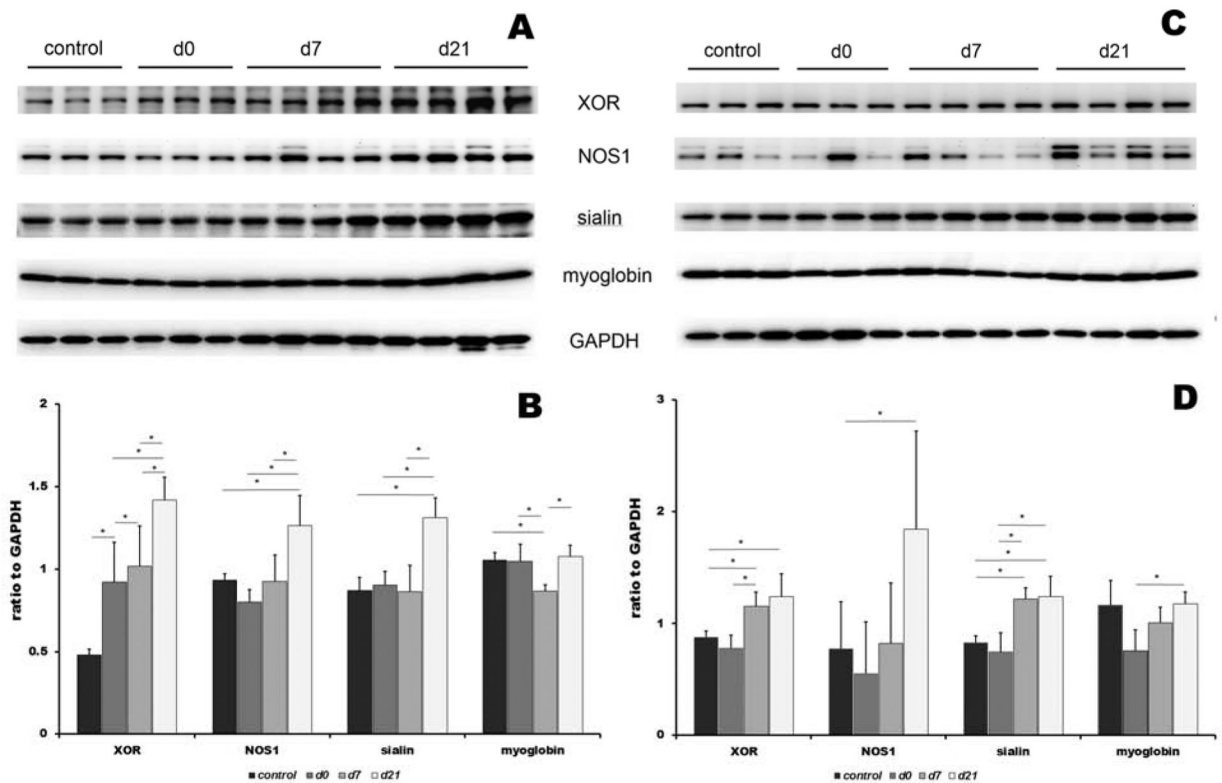 A
control d0 d7 d21
C
control d0 d7 d21
XOR
NOS1
sialin
myoglobin
GAPDH
B
ratio to GAPDH
2
1.5
1
0.5
0
* * * * * *
* * *
* * *
* * *
XOR NOS1 sialin myoglobin
control d0 d7 d21
D
ratio to GAPDH
3
2
1
0
* * *
*
* * * *
*
XOR NOS1 sialin myoglobin
control d0 d7 d21